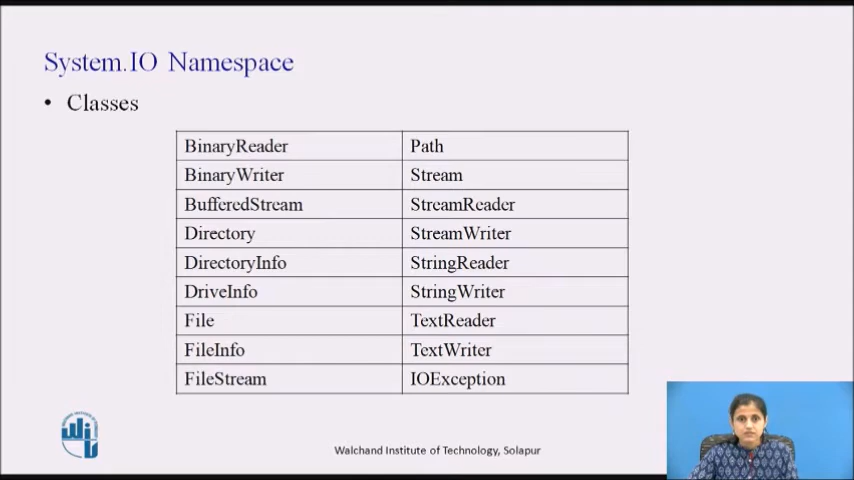 System.IO Namespace
• Classes
BinaryReader Path
BinaryWriter Stream
BufferedStream StreamReader
Directory StreamWriter
DirectoryInfo StringReader
DriveInfo StringWriter
File TextReader
FileInfo TextWriter
FileStream IOException
Walchand Institute of Technology, Solapur